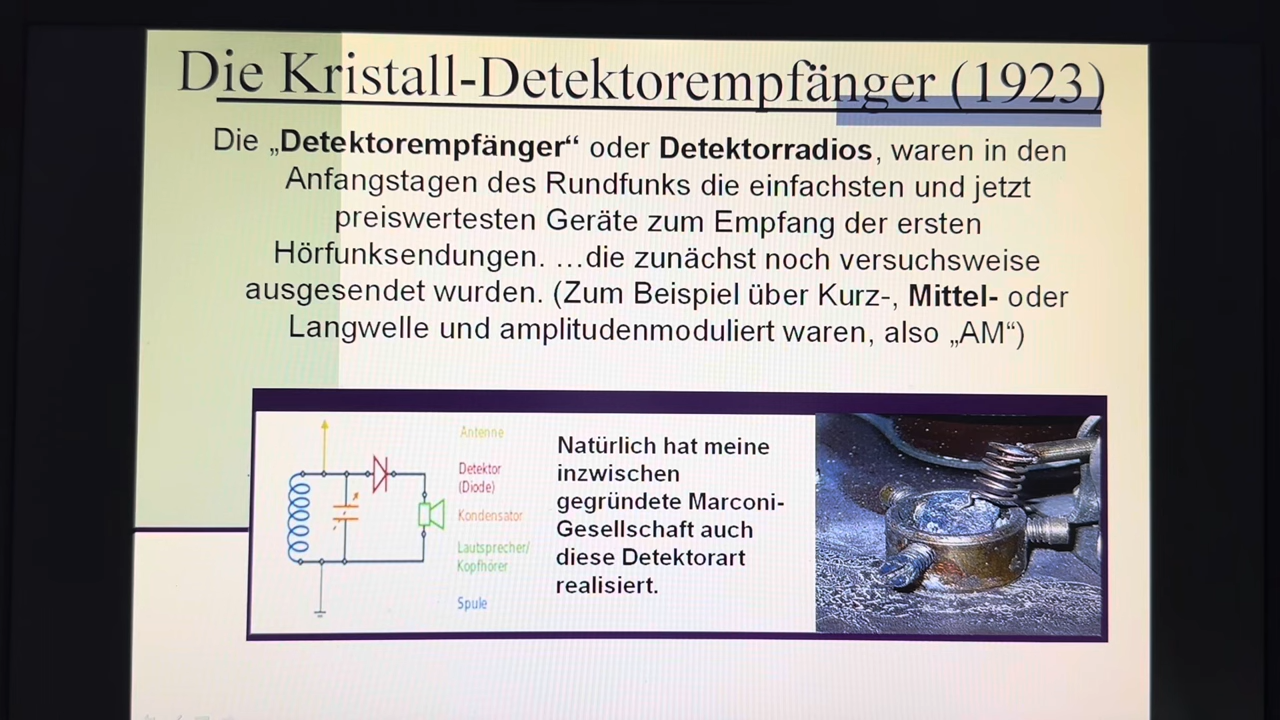 Die Kristall-Detektorempfänger (1923)
Die „Detektorempfänger“ oder Detektorradios, waren in den
Anfangstagen des Rundfunks die einfachsten und jetzt
preiswertesten Geräte zum Empfang der ersten
Hörfunksendungen. …die zunächst noch versuchsweise
ausgesendet wurden. (Zum Beispiel über Kurz-, Mittel- oder
Langwelle und amplitudenmoduliert waren, also „AM“)
Antenne
Detektor
(Diode)
Kondensator
Lautsprecher/
Kopfhörer
Spule
Natürlich hat meine
inzwischen
gegründete Marconi-
Gesellschaft auch
diese Detektorart
realisiert.